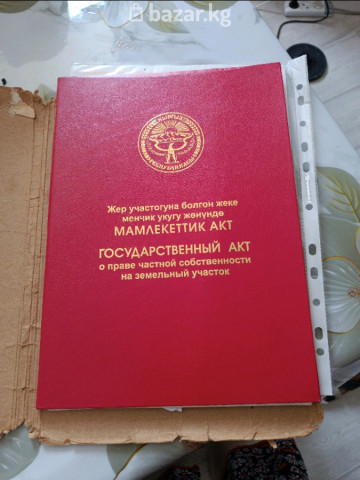 bazar.kg
Жер участогуна болгон жеке
менчик укугу жөнүндө
МАМЛЕКЕТТИК АКТ
ГОСУДАРСТВЕННЫЙ АКТ
о праве частной собственности
на земельный участок